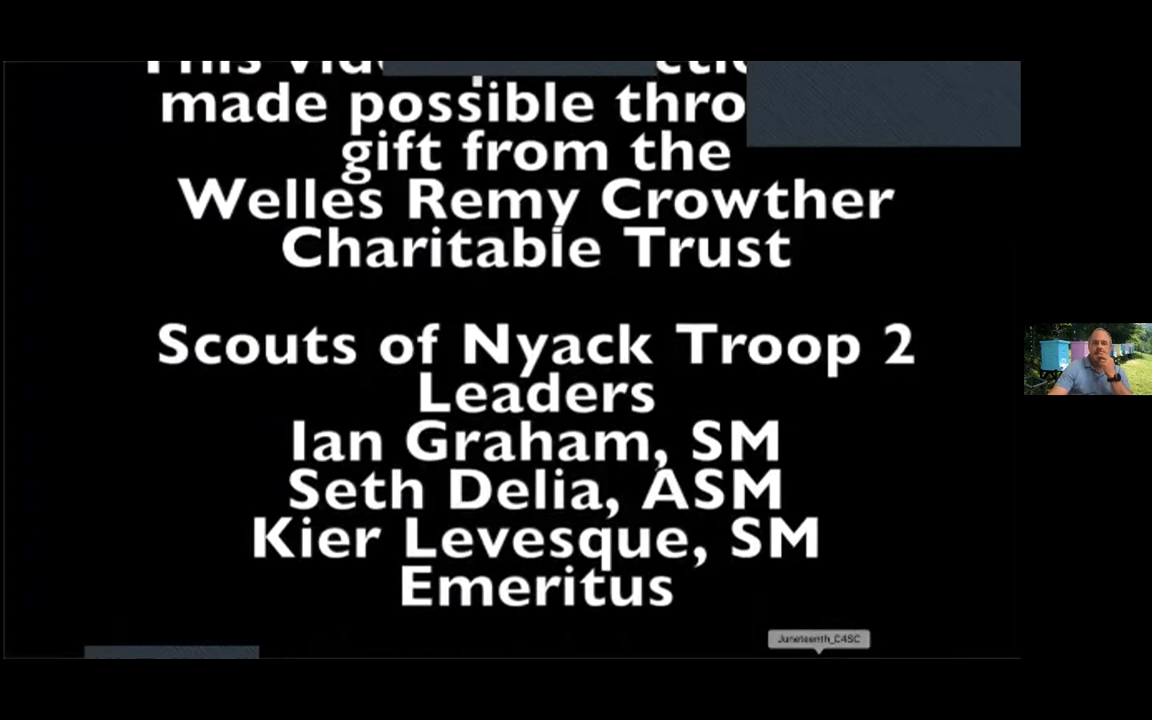 This
made possible
gift from the
Welles Remy Crowther
Charitable Trust
Scouts of Nyack Troop 2
Leaders
Ian Graham, SM
Seth Delia, ASM
Kier Levesque, SM
Emeritus
Juneteenth_C4SC